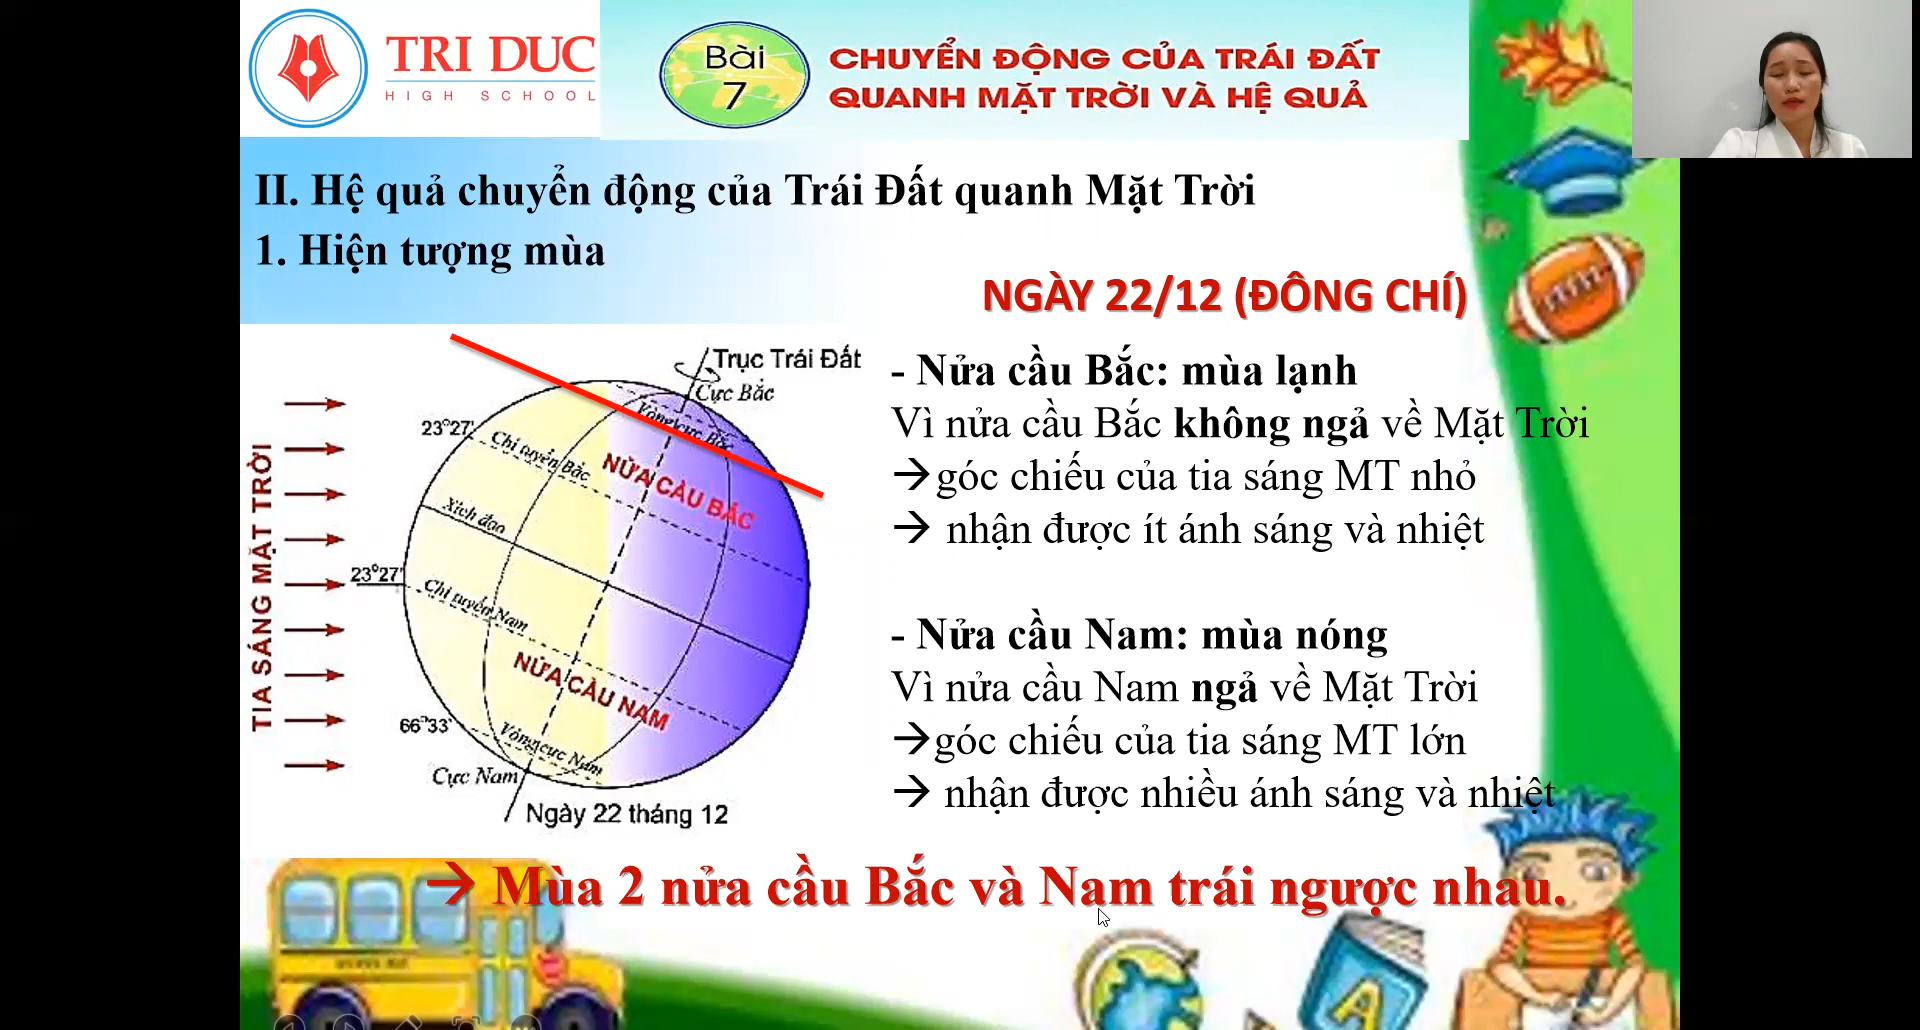 TRI DUC
HIGH SCHOOL
Bài
7
CHUYỂN ĐỘNG CỦA TRÁI ĐẤT
QUANH MẶT TRỜI VÀ HỆ QUẢ
II. Hệ quả chuyển động của Trái Đất quanh Mặt Trời
1. Hiện tượng mùa
NGÀY 22/12 (ĐÔNG CHÍ)
TIA SÁNG MẶT TRỜI
Trục Trái Đất
Cực Bắc
Vòng cực Bắc
23°27'
Chí tuyến Bắc
NỬA CẦU BẮC
Xích đạo
23°27'
Chí tuyến Nam
NỬA CẦU NAM
66°33'
Vòng cực Nam
Cực Nam
Ngày 22 tháng 12
- Nửa cầu Bắc: mùa lạnh
Vì nửa cầu Bắc không ngả về Mặt Trời
→góc chiếu của tia sáng MT nhỏ
→ nhận được ít ánh sáng và nhiệt
- Nửa cầu Nam: mùa nóng
Vì nửa cầu Nam ngả về Mặt Trời
→góc chiếu của tia sáng MT lớn
→ nhận được nhiều ánh sáng và nhiệt
→ Mùa 2 nửa cầu Bắc và Nam trái ngược nhau.
A